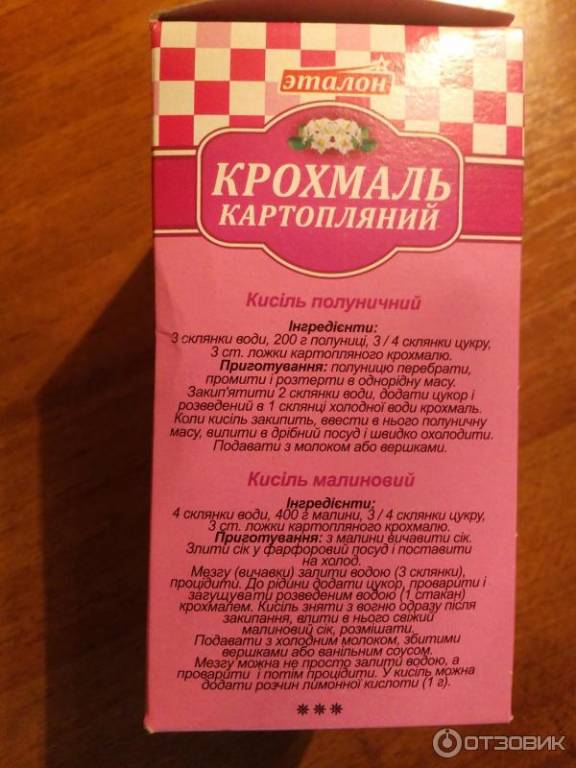 эталон
КРОХМАЛЬ
КАРТОПЛЯНИЙ
Кисіль полуничний
Інгредієнти:
3 склянки води, 200 г полуниці, 3 / 4 склянки цукру,
3 ст. ложки картопляного крохмалю.
Приготування: полуницю перебрати,
промити і розтерти в однорідну масу.
Закип'ятити 2 склянки води, додати цукор і
розведений в 1 склянці холодної води крохмаль.
Коли кисіль закипить, ввести в нього полуничну
масу, вилити в дрібний посуд і швидко охолодити.
Подавати з молоком або вершками.
Кисіль малиновий
Інгредієнти:
4 склянки води, 400 г малини, 3 / 4 склянки цукру,
3 ст. ложки картопляного крохмалю.
Приготування: з малини вичавити сік.
Злити сік у фарфоровий посуд і поставити
на холод.
Мезгу (вичавки) залити водою (3 склянки),
процідити. До рідини додати цукор, проварити і
загущувати розведеним водою (1 стакан)
крохмалем. Кисіль зняти з вогню одразу після
закипання, влити в нього свіжий
малиновий сік, розмішати.
Подавати з холодним молоком, збитими
вершками або ванільним соусом.
Мезгу можна не просто залити водою, а
проварити і потім процідити. У кисіль можна
додати розчин лимонної кислоти (1 г).
ОТЗОВИК